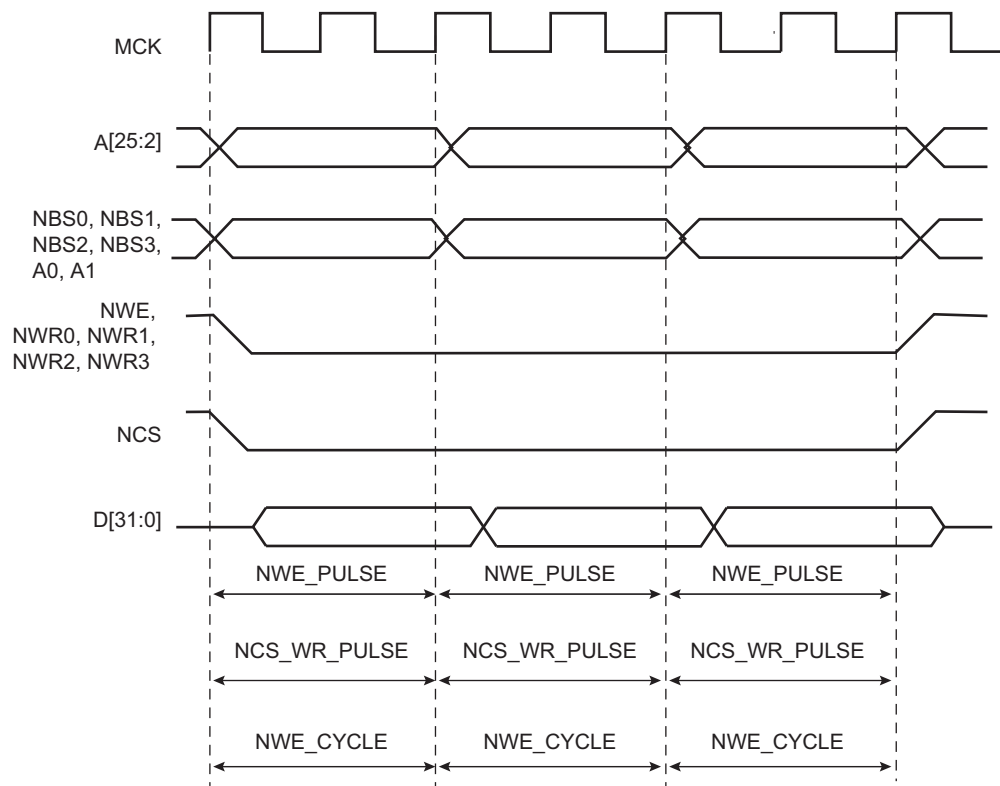 MCK
A[25:2]
NBS0, NBS1,
NBS2, NBS3,
A0, A1
NWE,
NWR0, NWR1,
NWR2, NWR3
NCS
D[31:0]
NWE_PULSE NWE_PULSE NWE_PULSE
NCS_WR_PULSE NCS_WR_PULSE NCS_WR_PULSE
NWE_CYCLE NWE_CYCLE NWE_CYCLE